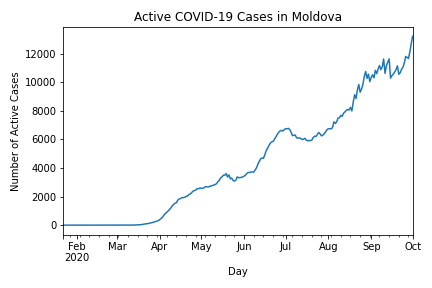 Active COVID-19 Cases in Moldova
Number of Active Cases
12000
10000
8000
6000
4000
2000
0
Feb Mar Apr May Jun Jul Aug Sep Oct
2020
Day